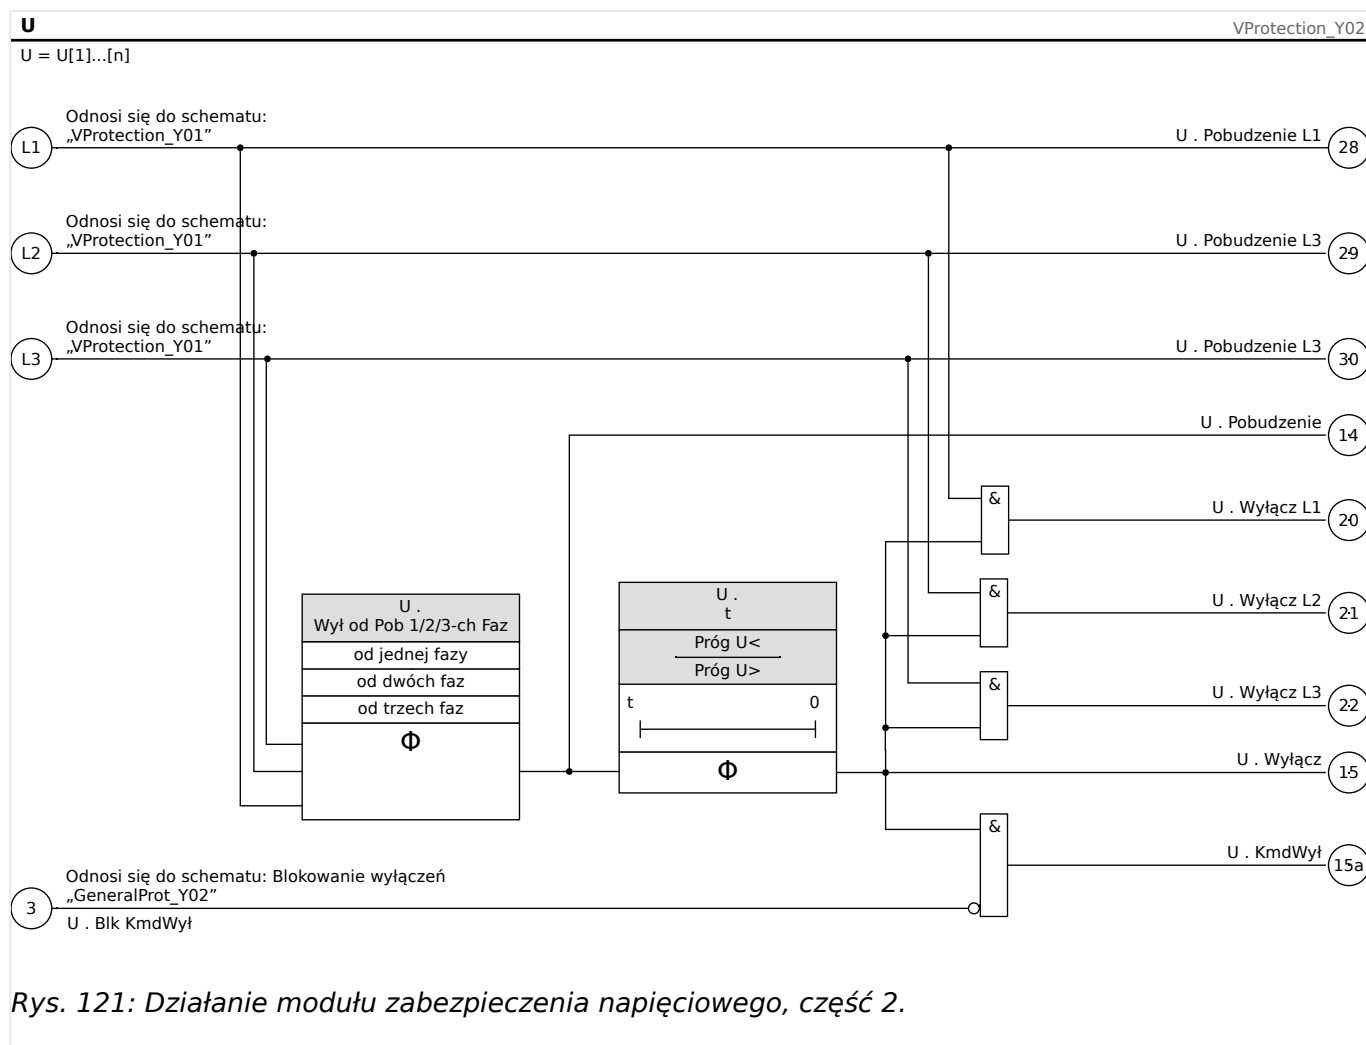 U
VProtection_Y02
U = U[1]...[n]
Odnosi się do schematu:
„VProtection_Y01”
L1
U . Pobudzenie L1
28
Odnosi się do schematu:
„VProtection_Y01”
L2
U . Pobudzenie L3
29
Odnosi się do schematu:
„VProtection_Y01”
L3
U . Pobudzenie L3
30
U . Pobudzenie
14
&
U . Wyłącz L1
20
&
U . Wyłącz L2
21
&
U . Wyłącz L3
22
U . Wyłącz
15
U .
Wył od Pob 1/2/3-ch Faz
od jednej fazy
od dwóch faz
od trzech faz
Φ
U .
t
Próg U<
Próg U>
t 0
Φ
&
U . KmdWył
15a
Odnosi się do schematu: Blokowanie wyłączeń
„GeneralProt_Y02”
3
U . Blk KmdWył
Rys. 121: Działanie modułu zabezpieczenia napięciowego, część 2.